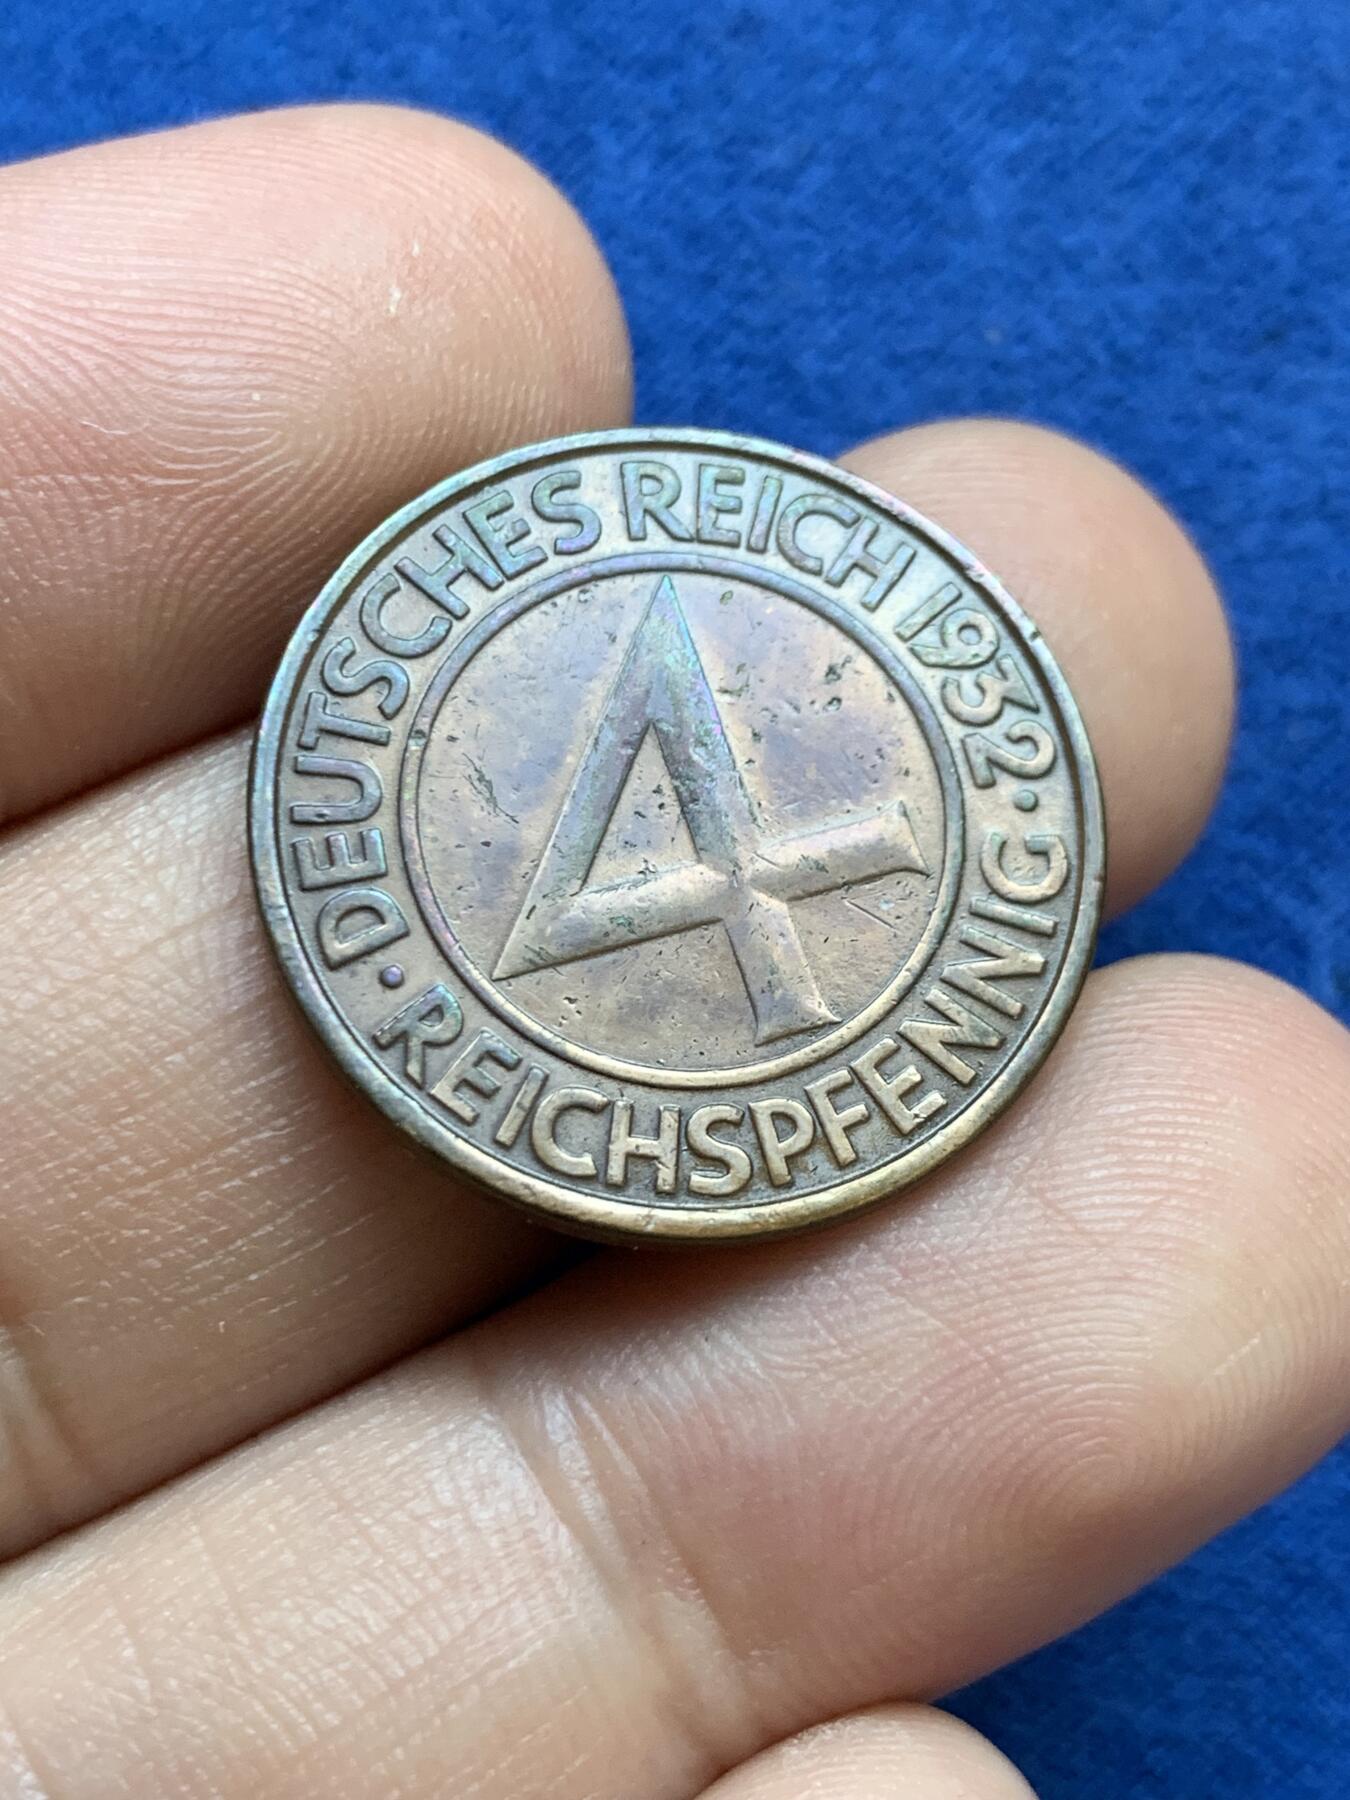 DEUTSCHES REICH 1932
4
REICHSPFENNIG